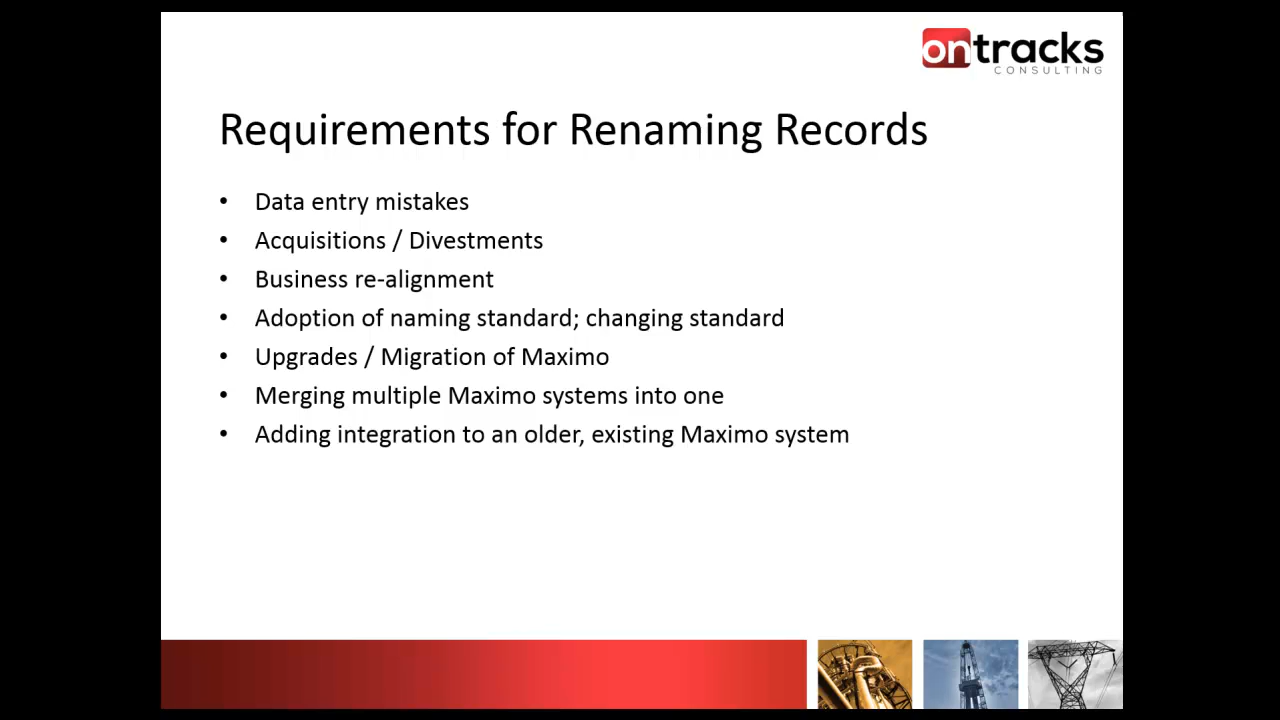 ontracks
CONSULTING
Requirements for Renaming Records
• Data entry mistakes
• Acquisitions / Divestments
• Business re-alignment
• Adoption of naming standard; changing standard
• Upgrades / Migration of Maximo
• Merging multiple Maximo systems into one
• Adding integration to an older, existing Maximo system